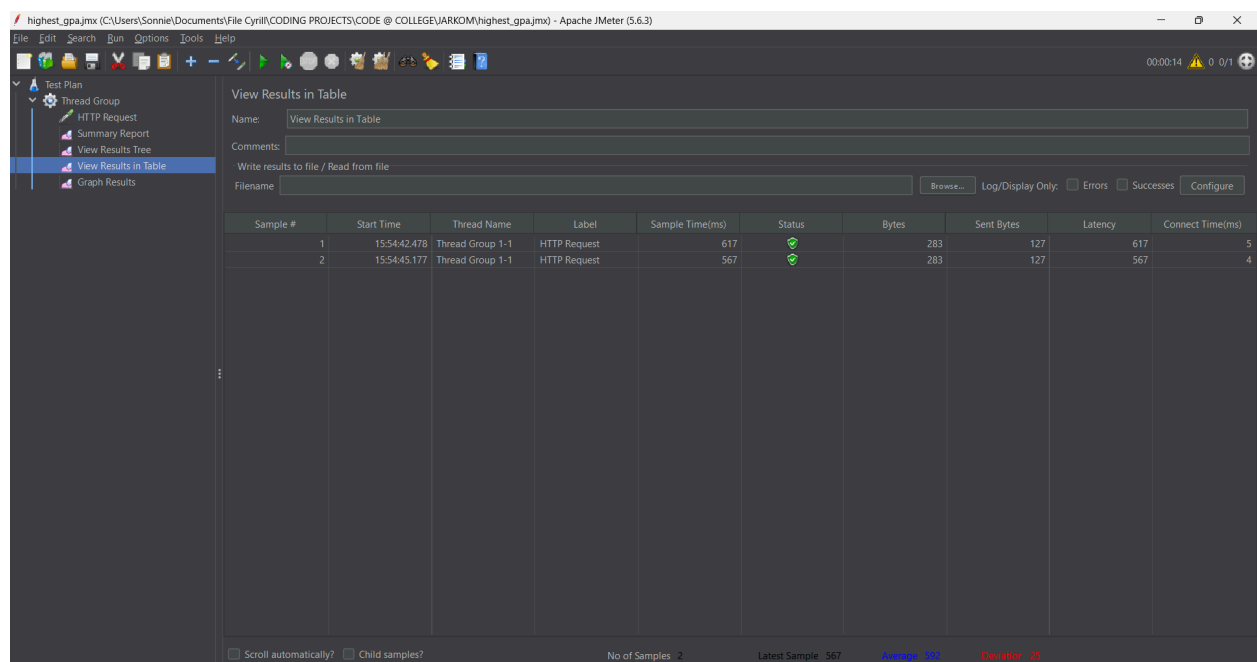 highest_gpa.jmx (C:\Users\Sonnie\Documents\File Cyrill\CODING PROJECTS\CODE @ COLLEGE\JARKOM\highest_gpa.jmx) - Apache JMeter (5.6.3)
File Edit Search Run Options Tools Help
00:00:14 0 0/1
Test Plan
Thread Group
HTTP Request
Summary Report
View Results Tree
View Results in Table
Graph Results
View Results in Table
Name: View Results in Table
Comments:
Write results to file / Read from file
Filename Browse... Log/Display Only: Errors Successes Configure
Sample # Start Time Thread Name Label Sample Time(ms) Status Bytes Sent Bytes Latency Connect Time(ms)
1 15:54:42.478 Thread Group 1-1 HTTP Request 617 283 127 617 5
2 15:54:45.177 Thread Group 1-1 HTTP Request 567 283 127 567 4
Scroll automatically? Child samples? No of Samples 2 Latest Sample 567 Average 592 Deviation 25